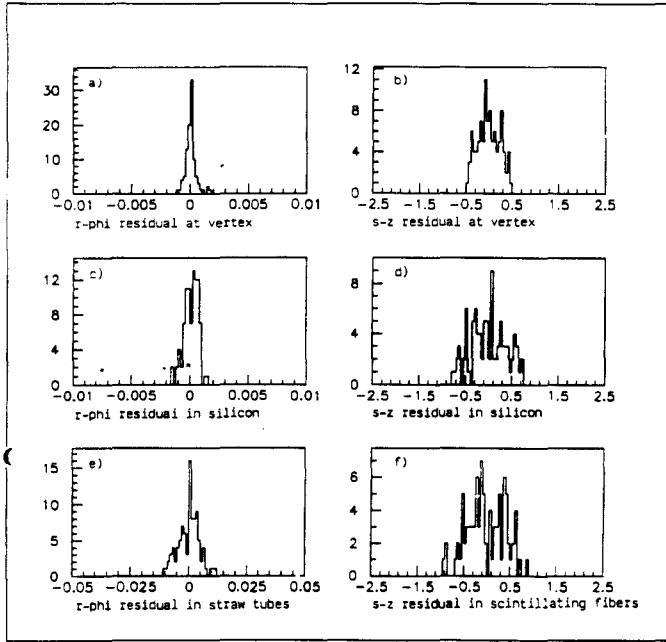 a)
30
20
10
0
-0.01 -0.005 0 0.005 0.01
r-phi residual at vertex
b)
12
8
4
0
-2.5 -1.5 -0.5 0.5 1.5 2.5
s-z residual at vertex
c)
12
8
4
0
-0.01 -0.005 0 0.005 0.01
r-phi residual in silicon
d)
8
4
0
-2.5 -1.5 -0.5 0.5 1.5 2.5
s-z residual in silicon
e)
15
10
5
0
-0.05 -0.025 0 0.025 0.05
r-phi residual in straw tubes
f)
6
4
2
0
-2.5 -1.5 -0.5 0.5 1.5 2.5
s-z residual in scintillating fibers